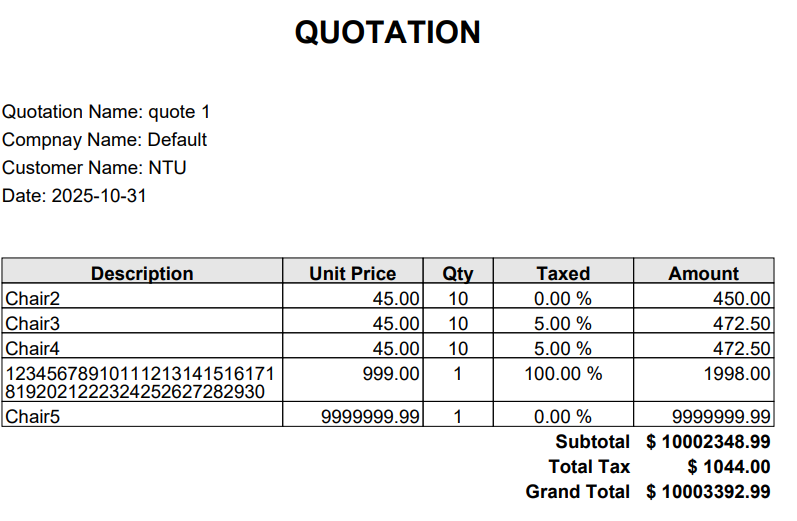 QUOTATION
Quotation Name: quote 1
Compnay Name: Default
Customer Name: NTU
Date: 2025-10-31
Description Unit Price Qty Taxed Amount
Chair2 45.00 10 0.00 % 450.00
Chair3 45.00 10 5.00 % 472.50
Chair4 45.00 10 5.00 % 472.50
12345678910111213141516171 999.00 1 100.00 % 1998.00
8192021222324252627282930
Chair5 9999999.99 1 0.00 % 9999999.99
Subtotal $ 10002348.99
Total Tax $ 1044.00
Grand Total $ 10003392.99